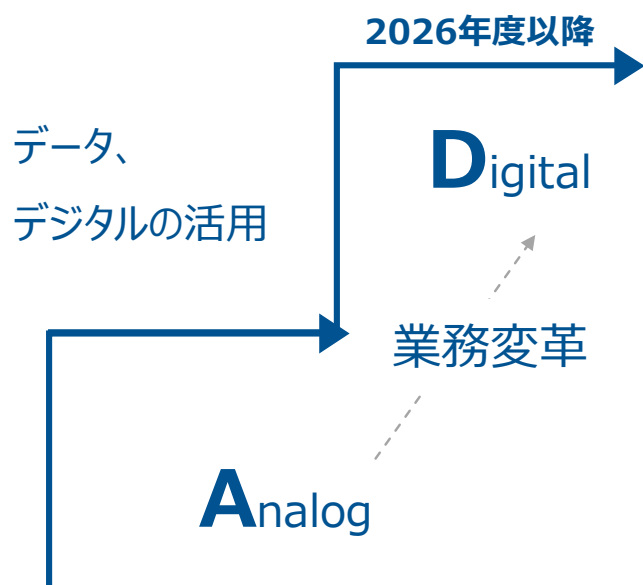 2026年度以降
データ、
デジタルの活用
Digital
業務変革
Analog